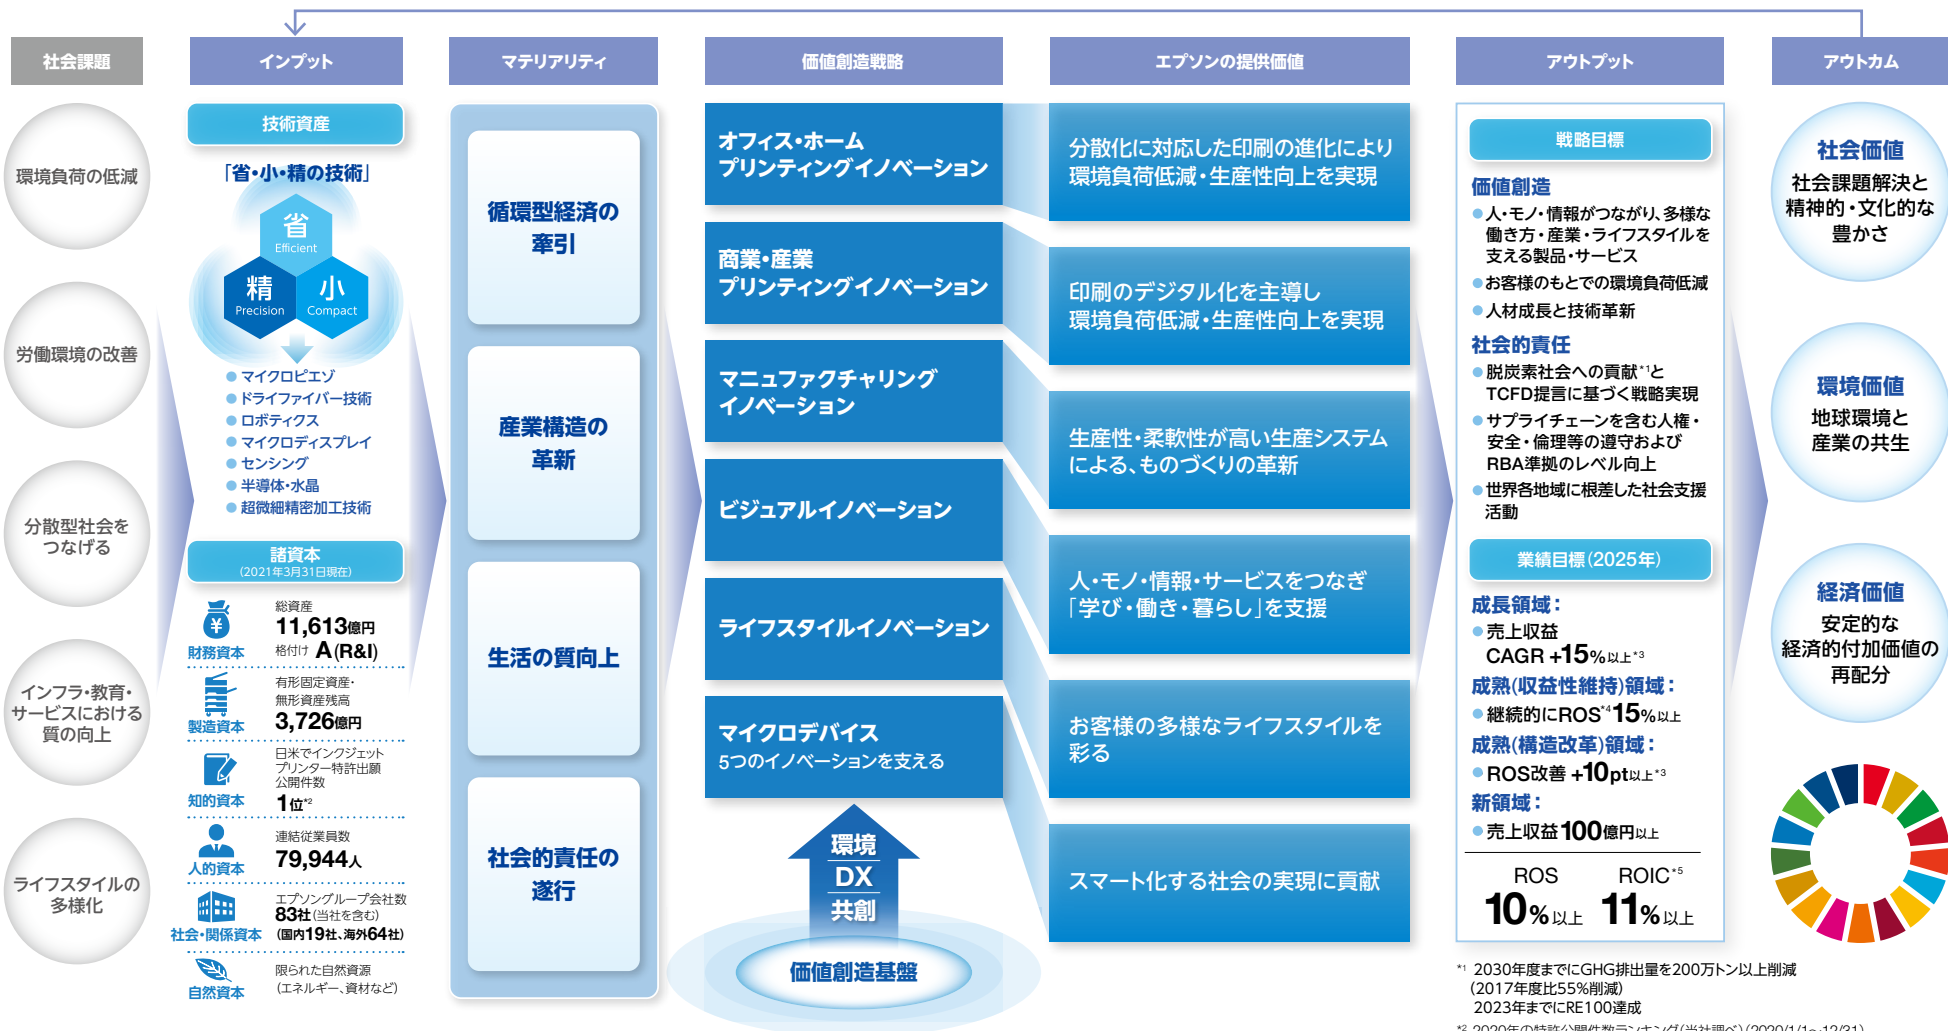 社会課題
インプット
マテリアリティ
価値創造戦略
エプソンの提供価値
アウトプット
アウトカム
環境負荷の低減
労働環境の改善
分散型社会を
つなげる
インフラ・教育・
サービスにおける
質の向上
ライフスタイルの
多様化
技術資産
「省・小・精の技術」
省
Efficient
精
Precision
小
Compact
● マイクロピエゾ
● ドライファイバー技術
● ロボティクス
● マイクロディスプレイ
● センシング
● 半導体・水晶
● 超微細精密加工技術
諸資本
(2021年3月31日現在)
財務資本
総資産
11,613億円
格付け A(R&I)
製造資本
有形固定資産・
無形資産残高
3,726億円
知的資本
日米でインクジェット
プリンター特許出願
公開件数
1位*2
人的資本
連結従業員数
79,944人
社会・関係資本
エプソングループ会社数
83社(当社を含む)
(国内19社、海外64社)
自然資本
限られた自然資源
(エネルギー、資材など)
循環型経済の
牽引
産業構造の
革新
生活の質向上
社会的責任の
遂行
オフィス・ホーム
プリンティングイノベーション
商業・産業
プリンティングイノベーション
マニュファクチャリング
イノベーション
ビジュアルイノベーション
ライフスタイルイノベーション
マイクロデバイス
5つのイノベーションを支える
環境
DX
共創
価値創造基盤
分散化に対応した印刷の進化により
環境負荷低減・生産性向上を実現
印刷のデジタル化を主導し
環境負荷低減・生産性向上を実現
生産性・柔軟性が高い生産システム
による、ものづくりの革新
人・モノ・情報・サービスをつなぎ
「学び・働き・暮らし」を支援
お客様の多様なライフスタイルを
彩る
スマート化する社会の実現に貢献
戦略目標
価値創造
● 人・モノ・情報がつながり、多様な
働き方・産業・ライフスタイルを
支える製品・サービス
● お客様のもとでの環境負荷低減
● 人材成長と技術革新
社会的責任
● 脱炭素社会への貢献*1と
TCFD提言に基づく戦略実現
● サプライチェーンを含む人権・
安全・倫理等の遵守および
RBA準拠のレベル向上
● 世界各地域に根差した社会支援
活動
業績目標(2025年)
成長領域：
● 売上収益
CAGR +15%以上*3
成熟(収益性維持)領域：
● 継続的にROS*4 15%以上
成熟(構造改革)領域：
● ROS改善 +10pt以上*3
新領域：
● 売上収益100億円以上
ROS
10%以上
ROIC*5
11%以上
*1 2030年度までにGHG排出量を200万トン以上削減
(2017年度比55%削減)
2023年までにRE100達成
*2 2020年の特許公開件数ランキング(当社調べ)(2020/1/1～12/31)
社会価値
社会課題解決と
精神的・文化的な
豊かさ
環境価値
地球環境と
産業の共生
経済価値
安定的な
経済的付加価値の
再配分